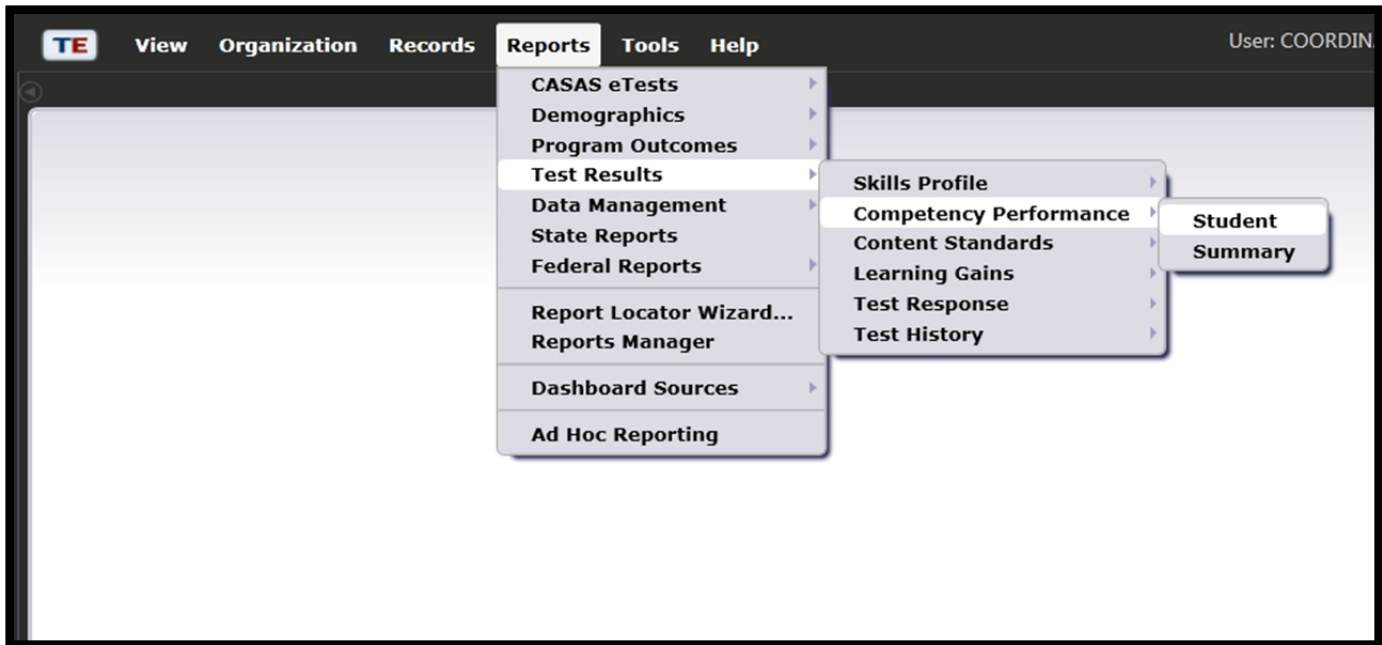 TE View Organization Records Reports Tools Help User: COORDIN
CASAS eTests
Demographics
Program Outcomes
Test Results
Data Management
State Reports
Federal Reports
Report Locator Wizard...
Reports Manager
Dashboard Sources
Ad Hoc Reporting
Skills Profile
Competency Performance
Content Standards
Learning Gains
Test Response
Test History
Student
Summary